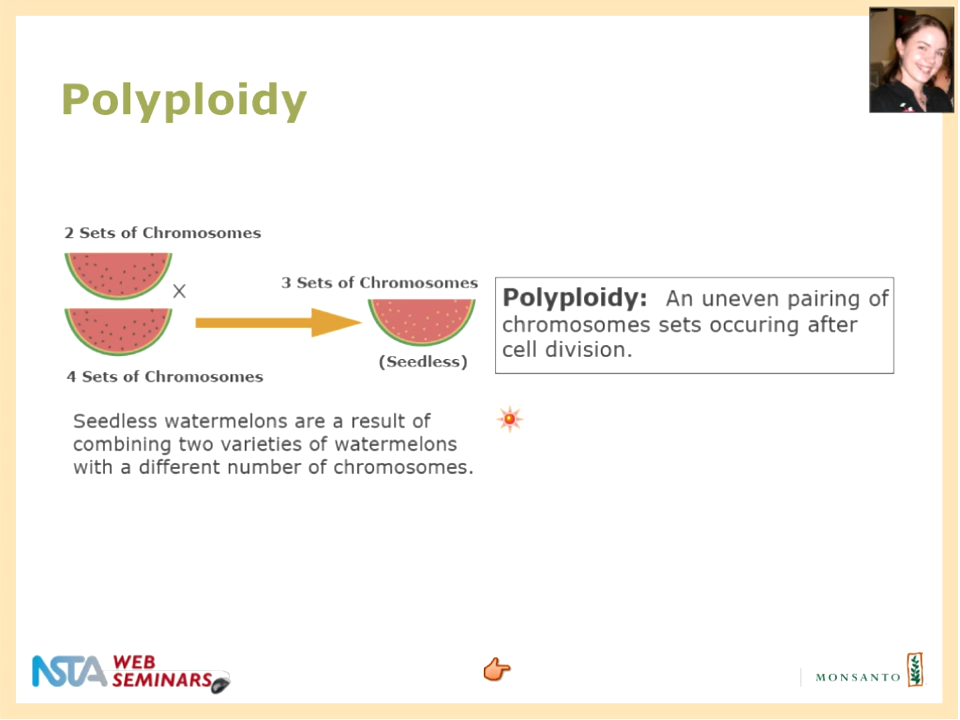 Polyploidy
2 Sets of Chromosomes
X
3 Sets of Chromosomes
(Seedless)
4 Sets of Chromosomes
Polyploidy: An uneven pairing of
chromosomes sets occuring after
cell division.
Seedless watermelons are a result of
combining two varieties of watermelons
with a different number of chromosomes.
NSTA WEB
SEMINARS
MONSANTO